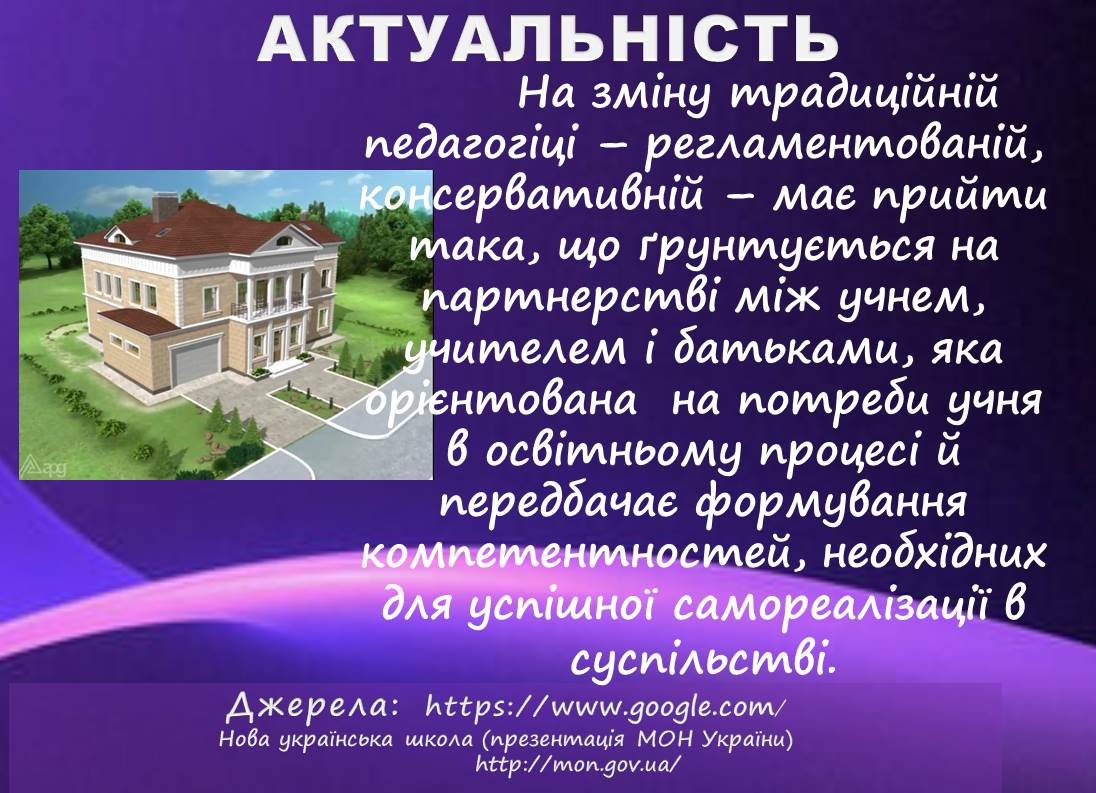 АКТУАЛЬНІСТЬ
На зміну традиційній
педагогіці – регламентованій,
консервативній – має прийти
така, що ґрунтується на
партнерстві між учнем,
учителем і батьками, яка
орієнтована на потреби учня
в освітньому процесі й
передбачає формування
компетентностей, необхідних
для успішної самореалізації в
суспільстві.
Ард
Джерела: https://www.google.com/
Нова українська школа (презентація МОН України)
http://mon.gov.ua/